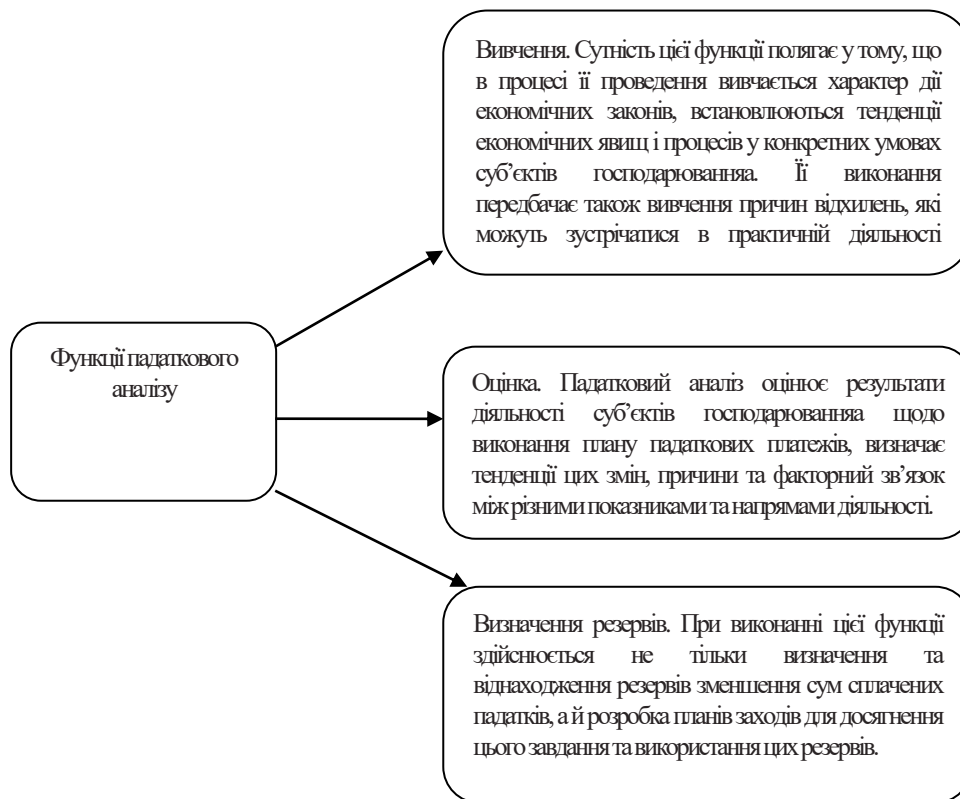 Вивчення. Сутність цієї функції полягає у тому, що
в процесі її проведення вивчається характер дії
економічних законів, встановлюються тенденції
економічних явищ і процесів у конкретних умовах
суб’єктів господарюванняа. Її виконання
передбачає також вивчення причин відхилень, які
можуть зустрічатися в практичній діяльності
Функції падаткового
аналізу
Оцінка. Падатковий аналіз оцінює результати
діяльності суб’єктів господарюванняа щодо
виконання плану падаткових платежів, визначає
тенденції цих змін, причини та факторний зв’язок
між різними показниками та напрямами діяльності.
Визначення резервів. При виконанні цієї функції
здійснюється не тільки визначення та
віднаходження резервів зменшення сум сплачених
падатків, а й розробка планів заходів для досягнення
цього завдання та використання цих резервів.